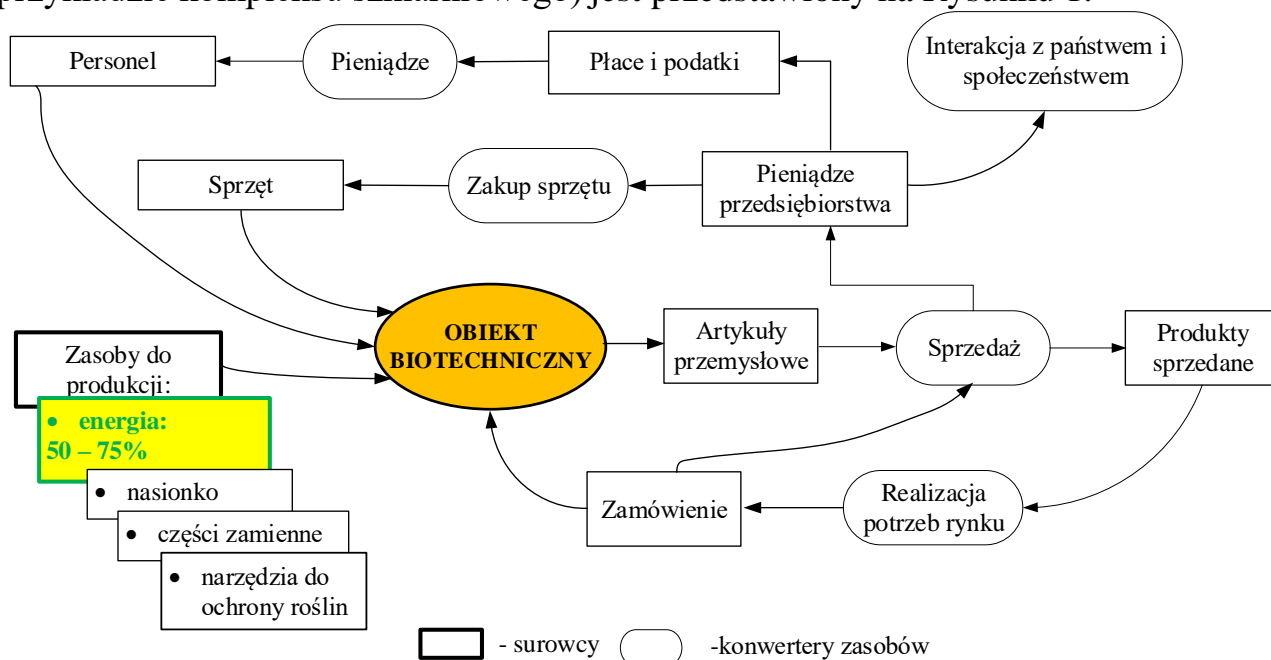 przykładzie kompleksu szklarniowego) jest przedstawiony na Rysunku 1.
Personel
Pieniądze
Płace i podatki
Interakcja z państwem i
społeczeństwem
Sprzęt
Zakup sprzętu
Pieniądze
przedsiębiorstwa
OBIEKT
BIOTECHNICZNY
Artykuły
przemysłowe
Sprzedaż
Produkty
sprzedane
Zasoby do
produkcji:
• energia:
50 – 75%
• nasionko
• części zamienne
• narzędzia do
ochrony roślin
Zamówienie
Realizacja
potrzeb rynku
- surowcy
-konwertery zasobów